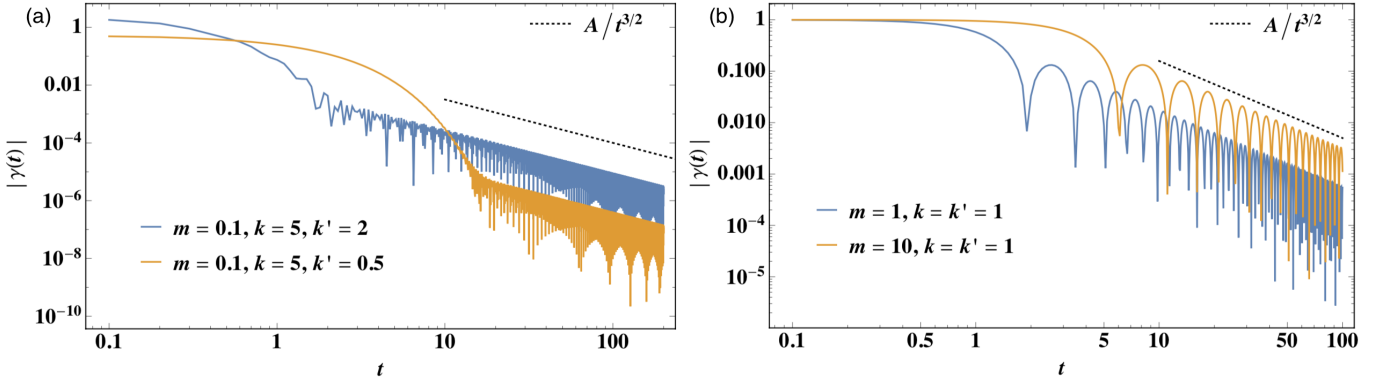 (a)
A/t^{3/2}
1
0.01
10^{-4}
10^{-6}
10^{-8}
10^{-10}
|γ(t)|
m = 0.1, k = 5, k' = 2
m = 0.1, k = 5, k' = 0.5
0.1 1 10 100
t
(b)
A/t^{3/2}
1
0.100
0.010
0.001
10^{-4}
10^{-5}
|γ(t)|
m = 1, k = k' = 1
m = 10, k = k' = 1
0.1 0.5 1 5 10 50 100
t